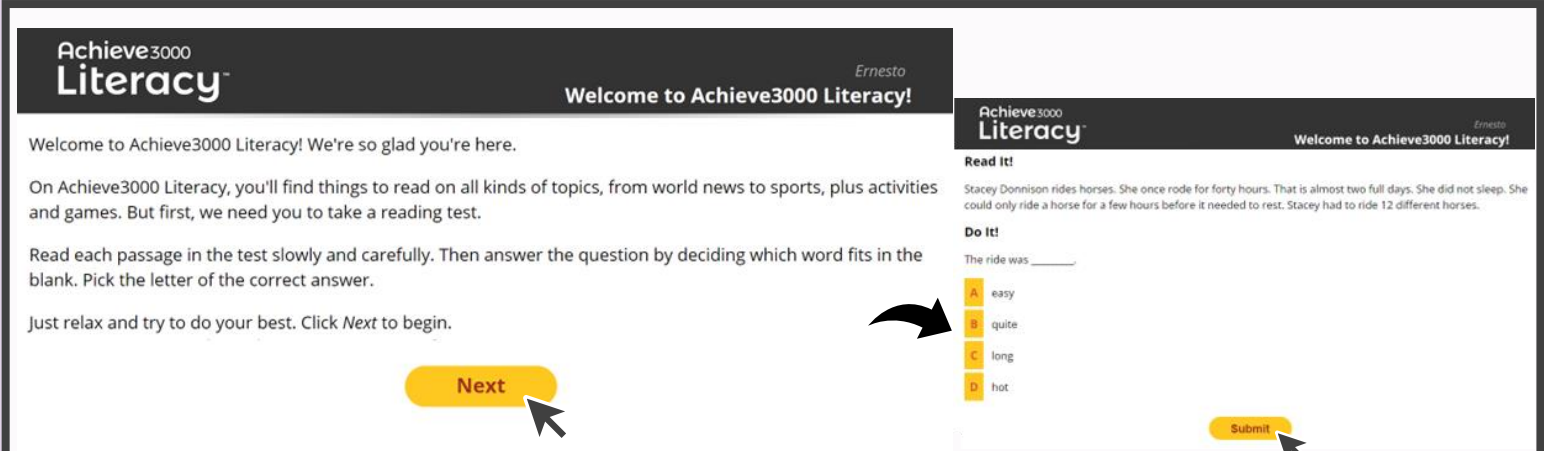 Achieve3000
Literacy™
Ernesto
Welcome to Achieve3000 Literacy!
Welcome to Achieve3000 Literacy! We're so glad you're here.
On Achieve3000 Literacy, you'll find things to read on all kinds of topics, from world news to sports, plus activities
and games. But first, we need you to take a reading test.
Read each passage in the test slowly and carefully. Then answer the question by deciding which word fits in the
blank. Pick the letter of the correct answer.
Just relax and try to do your best. Click Next to begin.
Next
Achieve3000
Literacy™
Ernesto
Welcome to Achieve3000 Literacy!
Read It!
Stacey Donnison rides horses. She once rode for forty hours. That is almost two full days. She did not sleep. She
could only ride a horse for a few hours before it needed to rest. Stacey had to ride 12 different horses.
Do It!
The ride was ________.
A easy
B quite
C long
D hot
Submit